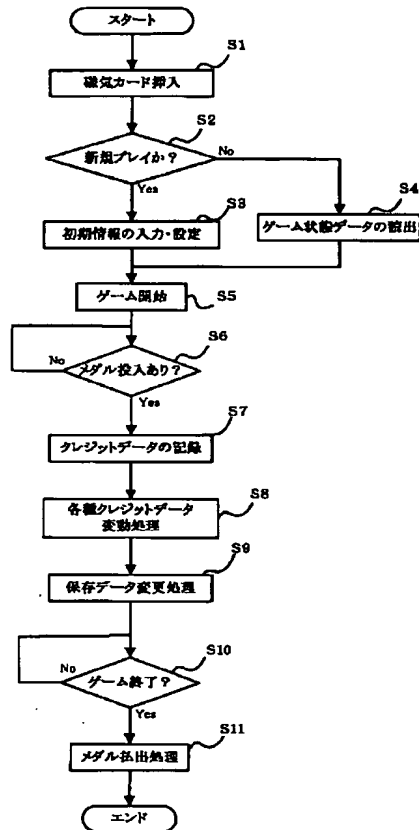 スタート
S1
磁気カード挿入
S2
新規プレイか?
No
Yes
S3
初期情報の入力・設定
S4
ゲーム状態データの読出
S5
ゲーム開始
S6
メダル投入あり?
No
Yes
S7
クレジットデータの記録
S8
各種クレジットデータ
変動処理
S9
保存データ変更処理
S10
ゲーム終了?
No
Yes
S11
メダル払出処理
エンド